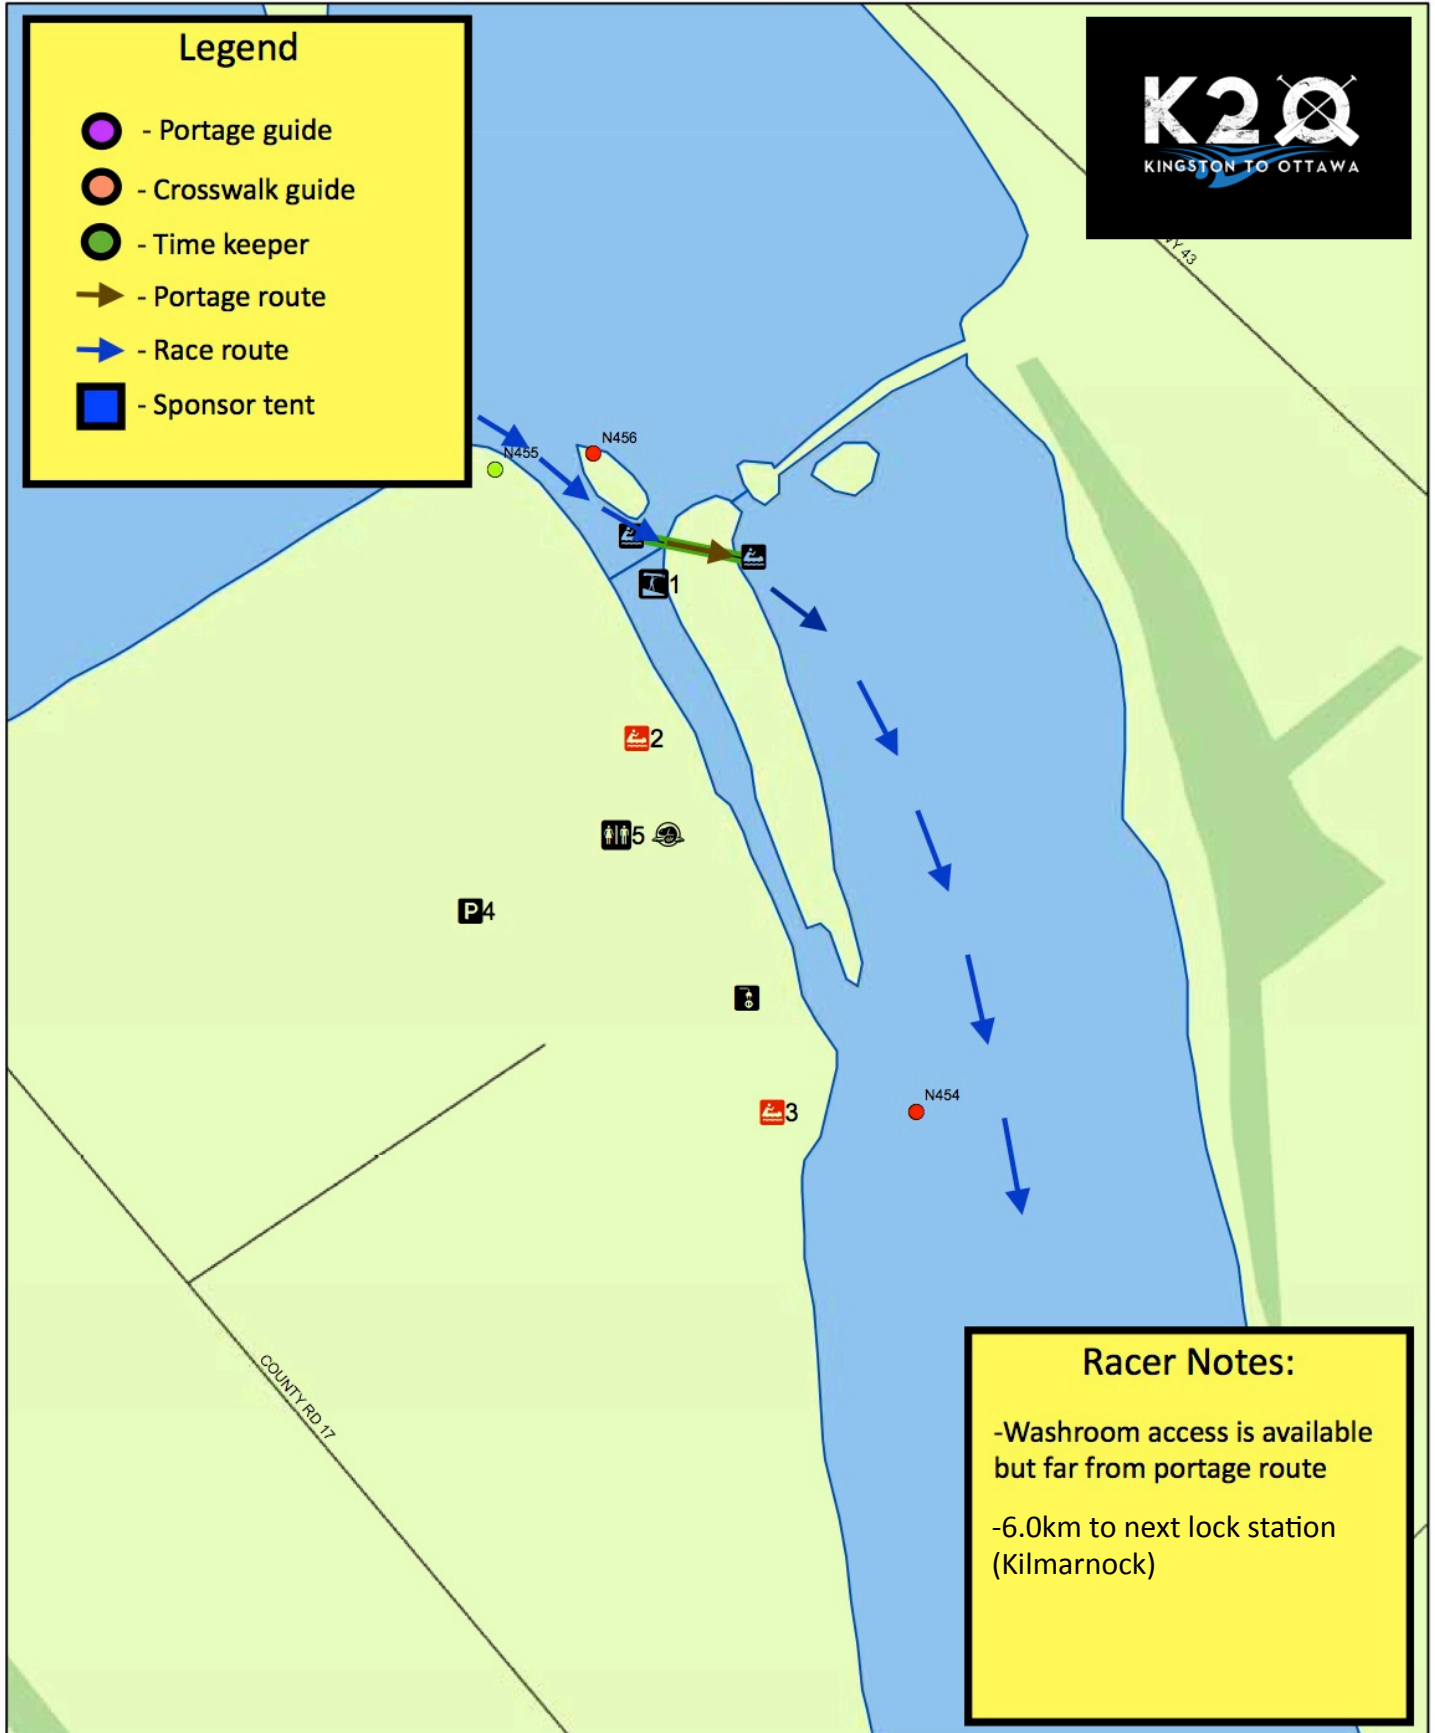 Legend
- Portage guide
- Crosswalk guide
- Time keeper
- Portage route
- Race route
- Sponsor tent
K2O
KINGSTON TO OTTAWA
Y 43
N455
N456
1
2
5
P4
3
N454
COUNTY RD 17
Racer Notes:
-Washroom access is available
but far from portage route
-6.0km to next lock station
(Kilmarnock)